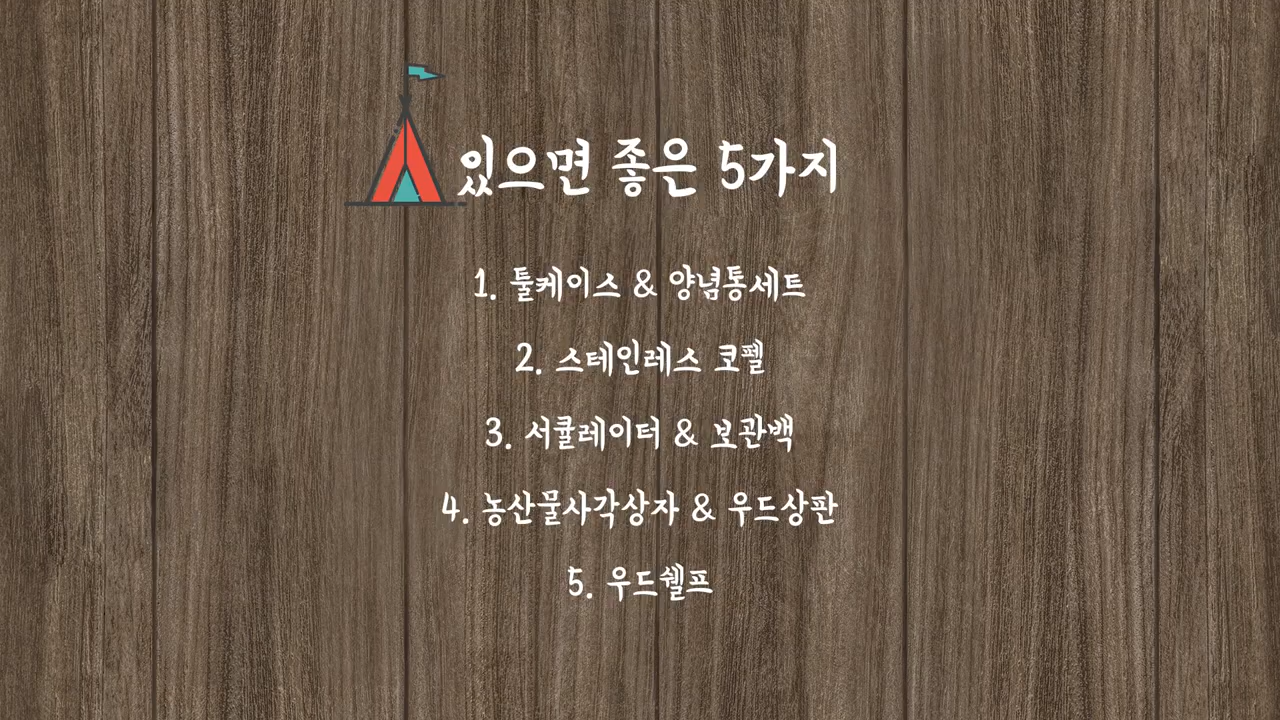 있으면 좋은 5가지
1. 툴케이스 & 양념통세트
2. 스테인레스 코펠
3. 서큘레이터 & 보관백
4. 농산물사각상자 & 우드상판
5. 우드쉘프